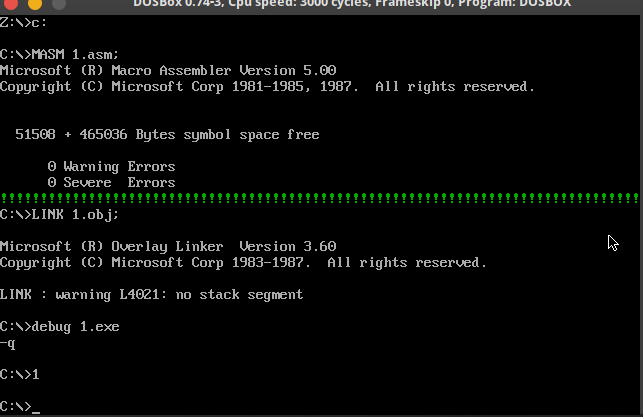 DOSBox 0.74-3, Cpu speed: 3000 cycles, Frameskip 0, Program: DOSBOX
Z:\>c:
C:\>MASM 1.asm;
Microsoft (R) Macro Assembler Version 5.00
Copyright (C) Microsoft Corp 1981-1985, 1987.  All rights reserved.
51508 + 465036 Bytes symbol space free
0 Warning Errors
0 Severe  Errors
!!!!!!!!!!!!!!!!!!!!!!!!!!!!!!!!!!!!!!!!!!!!!!!!!!!!!!!!!!!!!!!!!!!!!!!!!!!!!!!!
C:\>LINK 1.obj;
Microsoft (R) Overlay Linker  Version 3.60
Copyright (C) Microsoft Corp 1983-1987.  All rights reserved.
LINK : warning L4021: no stack segment
C:\>debug 1.exe
-q
C:\>1
C:\>_